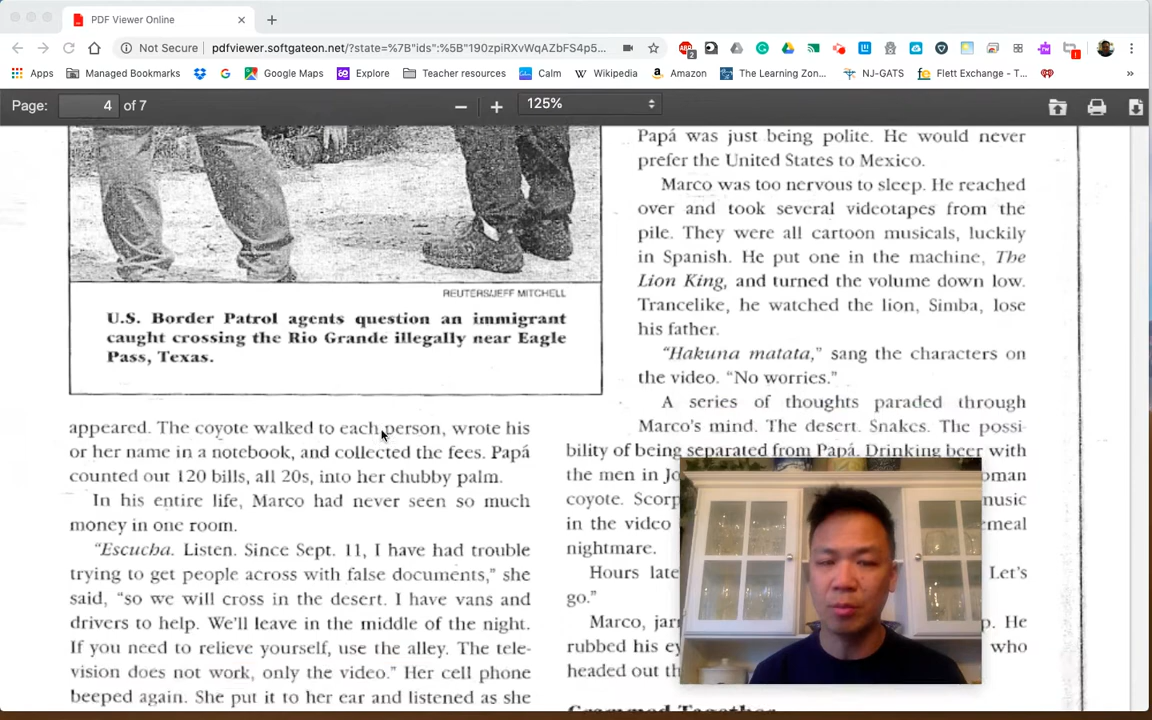 PDF Viewer Online
Not Secure
pdfviewer.softgateon.net/?state=%7B"ids":%5B"190zpiRXvWqAZbFS4p5...
2
Apps
Managed Bookmarks
Google Maps
Explore
Teacher resources
Calm
Wikipedia
Amazon
The Learning Zon...
NJ-GATS
Flett Exchange - T...
Page:
4
of 7
125%
REUTERS/JEFF MITCHELL
U.S. Border Patrol agents question an immigrant
caught crossing the Rio Grande illegally near Eagle
Pass, Texas.
appeared. The coyote walked to each person, wrote his
or her name in a notebook, and collected the fees. Papá
counted out 120 bills, all 20s, into her chubby palm.
In his entire life, Marco had never seen so much
money in one room.
"Escucha. Listen. Since Sept. 11, I have had trouble
trying to get people across with false documents," she
said, "so we will cross in the desert. I have vans and
drivers to help. We'll leave in the middle of the night.
If you need to relieve yourself, use the alley. The tele-
vision does not work, only the video." Her cell phone
beeped again. She put it to her ear and listened as she
Papá was just being polite. He would never
prefer the United States to Mexico.
Marco was too nervous to sleep. He reached
over and took several videotapes from the
pile. They were all cartoon musicals, luckily
in Spanish. He put one in the machine, The
Lion King, and turned the volume down low.
Trancelike, he watched the lion, Simba, lose
his father.
"Hakuna matata," sang the characters on
the video. "No worries."
A series of thoughts paraded through
Marco's mind. The desert. Snakes. The possi-
bility of being separated from Papá. Drinking beer with
the men in
coyote.
in the video
nightmare.
Hours
Let's
go."
Marco,
He
rubbed his
who
headed out
Crammed Together